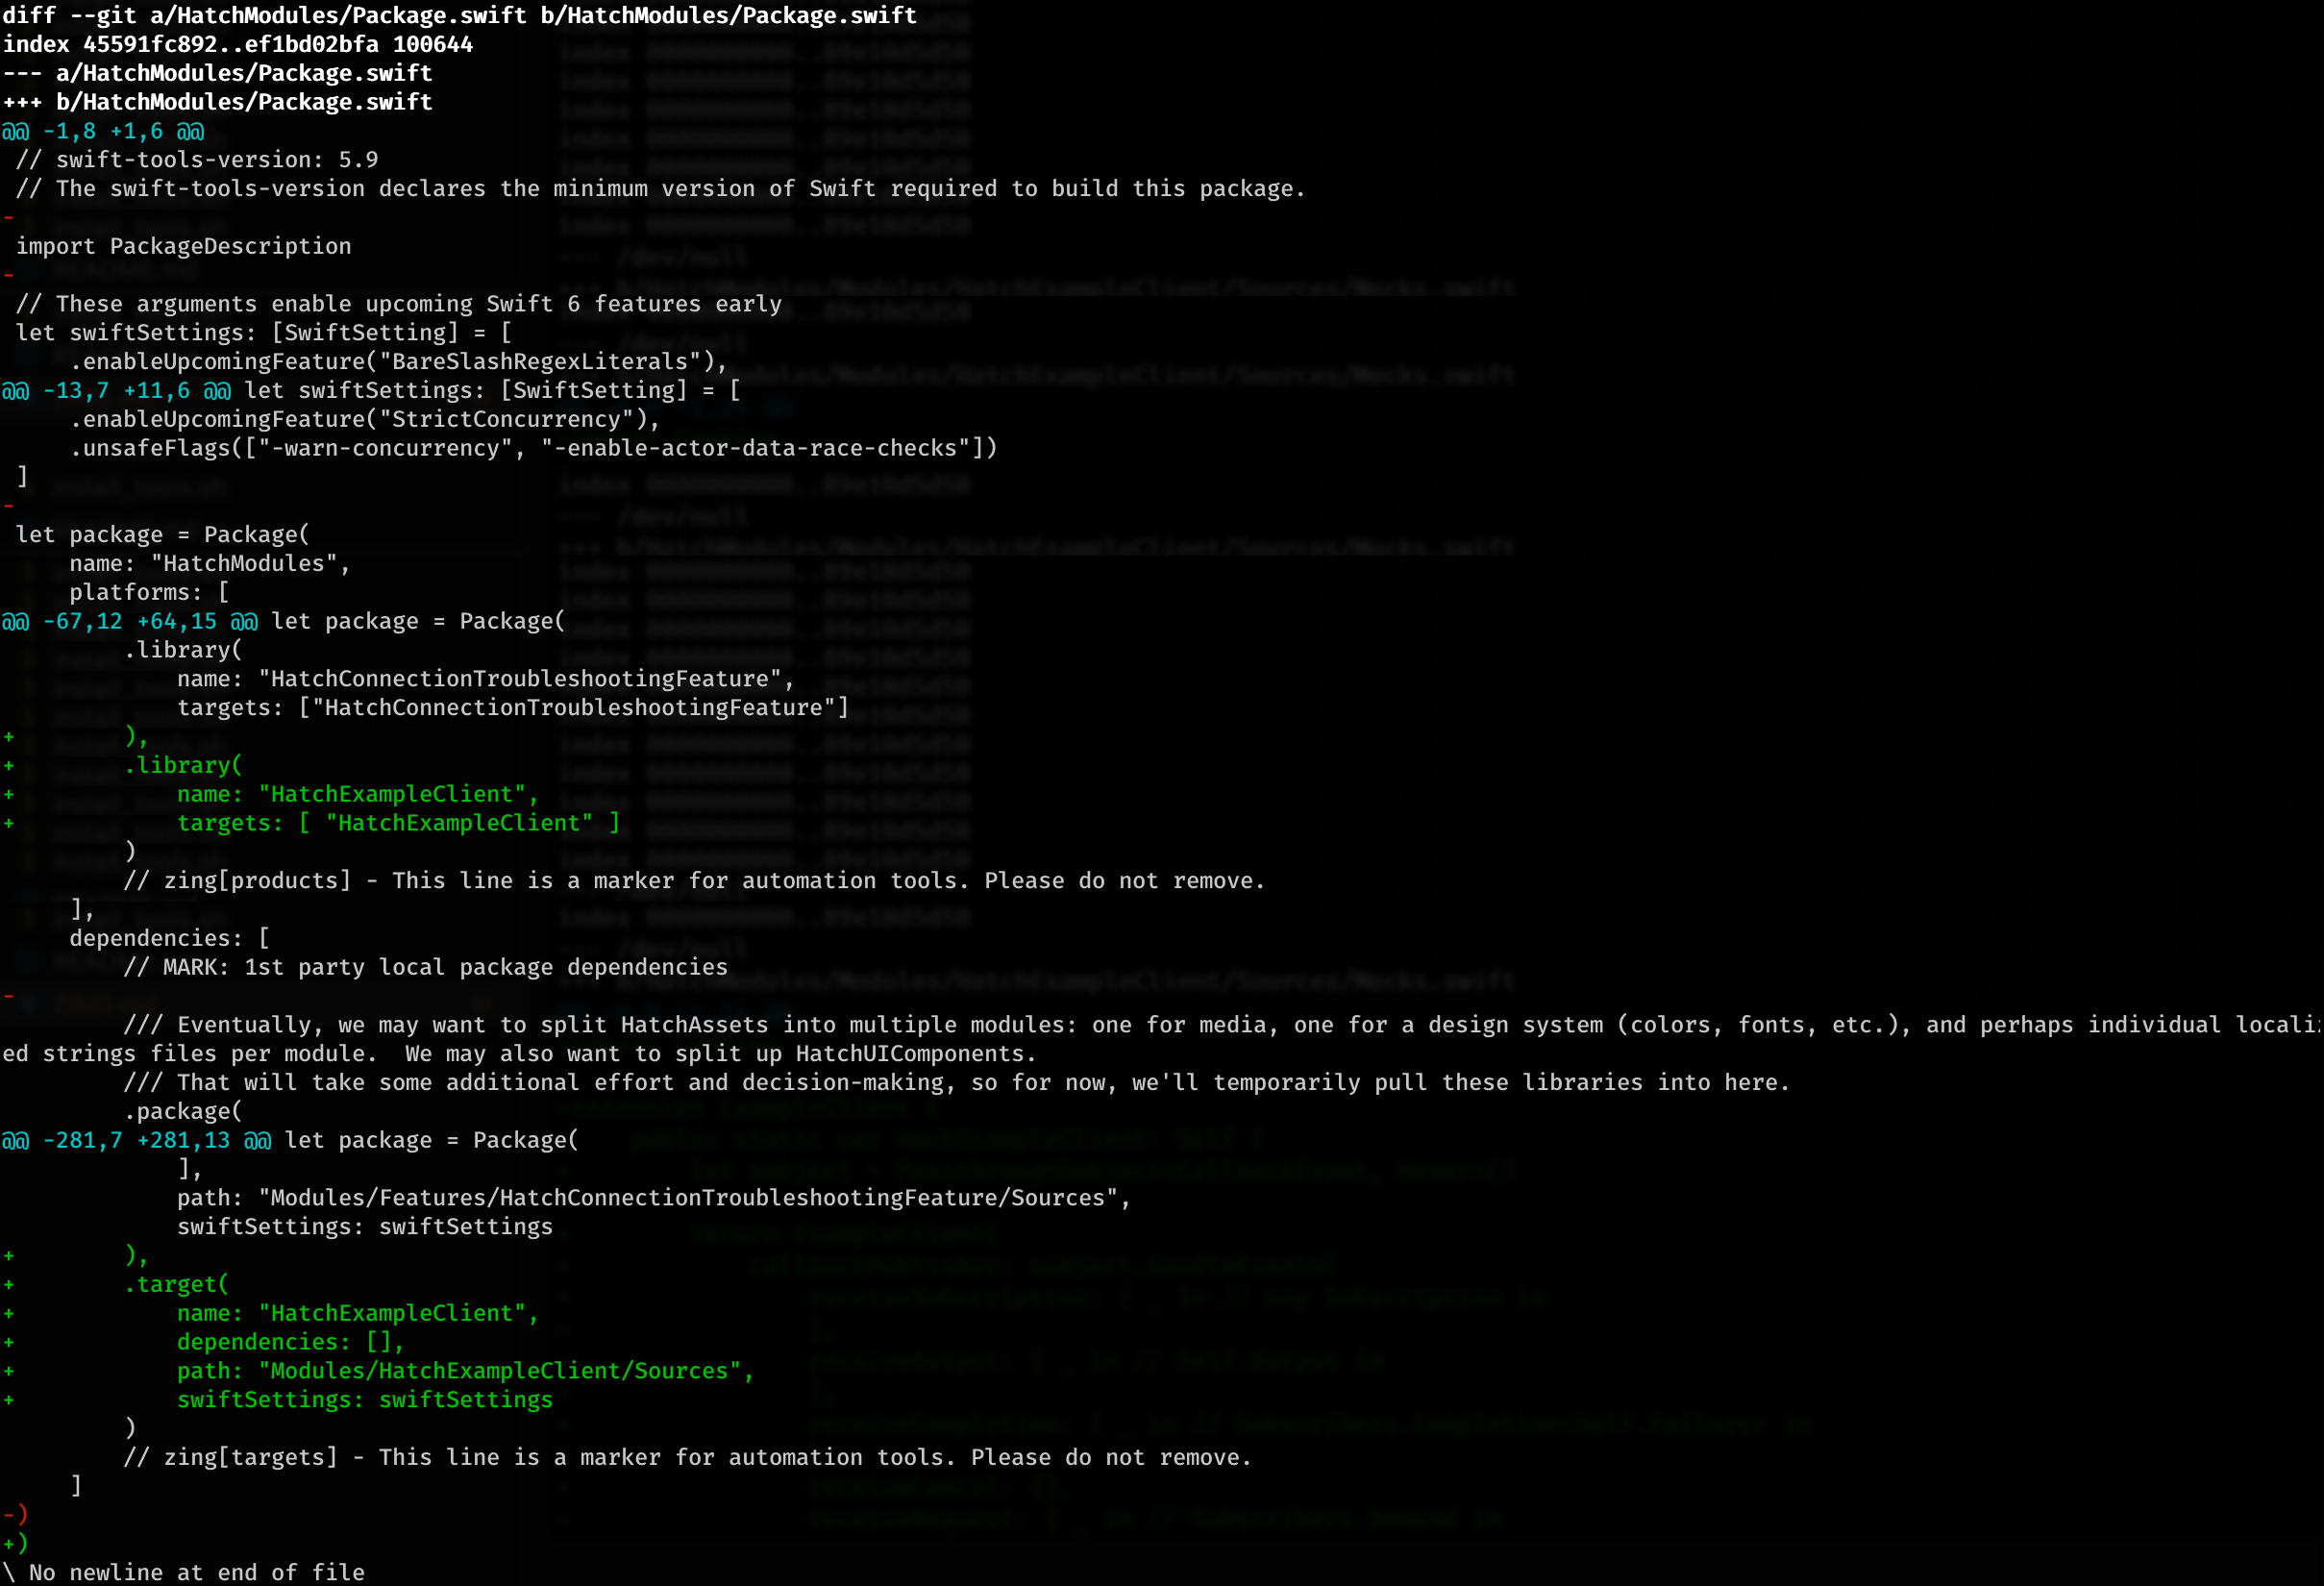 diff --git a/HatchModules/Package.swift b/HatchModules/Package.swift
index 45591fc892..ef1bd02bfa 100644
--- a/HatchModules/Package.swift
+++ b/HatchModules/Package.swift
@@ -1,8 +1,6 @@
 // swift-tools-version: 5.9
 // The swift-tools-version declares the minimum version of Swift required to build this package.
-
 import PackageDescription
-
 // These arguments enable upcoming Swift 6 features early
 let swiftSettings: [SwiftSetting] = [
     .enableUpcomingFeature("BareSlashRegexLiterals"),
@@ -13,7 +11,6 @@ let swiftSettings: [SwiftSetting] = [
     .enableUpcomingFeature("StrictConcurrency"),
     .unsafeFlags(["-warn-concurrency", "-enable-actor-data-race-checks"])
 ]
-
 let package = Package(
     name: "HatchModules",
     platforms: [
@@ -67,12 +64,15 @@ let package = Package(
         .library(
             name: "HatchConnectionTroubleshootingFeature",
             targets: ["HatchConnectionTroubleshootingFeature"]
+        ),
+        .library(
+            name: "HatchExampleClient",
+            targets: [ "HatchExampleClient" ]
         )
         // zing[products] - This line is a marker for automation tools. Please do not remove.
     ],
     dependencies: [
         // MARK: 1st party local package dependencies
-
         /// Eventually, we may want to split HatchAssets into multiple modules: one for media, one for a design system (colors, fonts, etc.), and perhaps individual localiz
ed strings files per module.  We may also want to split up HatchUIComponents.
         /// That will take some additional effort and decision-making, so for now, we'll temporarily pull these libraries into here.
         .package(
@@ -281,7 +281,13 @@ let package = Package(
             ],
             path: "Modules/Features/HatchConnectionTroubleshootingFeature/Sources",
             swiftSettings: swiftSettings
+        ),
+        .target(
+            name: "HatchExampleClient",
+            dependencies: [],
+            path: "Modules/HatchExampleClient/Sources",
+            swiftSettings: swiftSettings
         )
         // zing[targets] - This line is a marker for automation tools. Please do not remove.
     ]
-)
+)
\ No newline at end of file